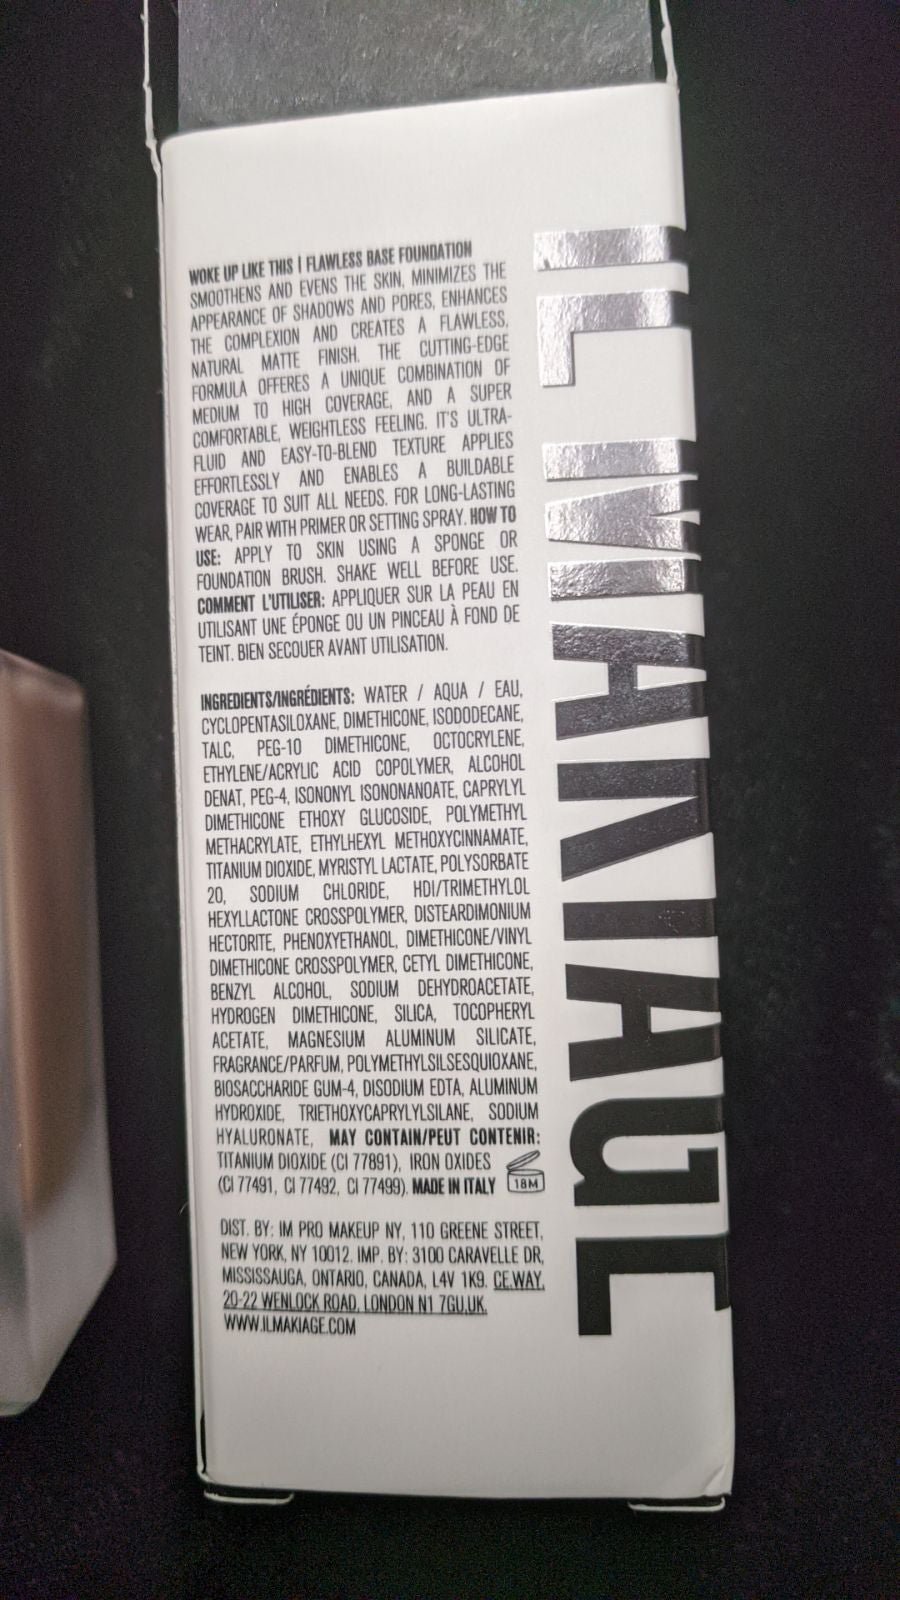 WOKE UP LIKE THIS | FLAWLESS BASE FOUNDATION
SMOOTHENS AND EVENS THE SKIN, MINIMIZES THE
APPEARANCE OF SHADOWS AND PORES, ENHANCES
THE COMPLEXION AND CREATES A FLAWLESS,
NATURAL MATTE FINISH. THE CUTTING-EDGE
FORMULA OFFERES A UNIQUE COMBINATION OF
MEDIUM TO HIGH COVERAGE, AND A SUPER
COMFORTABLE, WEIGHTLESS FEELING. IT'S ULTRA-
FLUID AND EASY-TO-BLEND TEXTURE APPLIES
EFFORTLESSLY AND ENABLES A BUILDABLE
COVERAGE TO SUIT ALL NEEDS. FOR LONG-LASTING
WEAR, PAIR WITH PRIMER OR SETTING SPRAY. HOW TO
USE: APPLY TO SKIN USING A SPONGE OR
FOUNDATION BRUSH. SHAKE WELL BEFORE USE.
COMMENT L'UTILISER: APPLIQUER SUR LA PEAU EN
UTILISANT UNE ÉPONGE OU UN PINCEAU À FOND DE
TEINT. BIEN SECOUER AVANT UTILISATION.
INGREDIENTS/INGRÉDIENTS: WATER / AQUA / EAU,
CYCLOPENTASILOXANE, DIMETHICONE, ISODODECANE,
TALC, PEG-10 DIMETHICONE, OCTOCRYLENE,
ETHYLENE/ACRYLIC ACID COPOLYMER, ALCOHOL
DENAT, PEG-4, ISONONYL ISONONANOATE, CAPRYLYL
DIMETHICONE ETHOXY GLUCOSIDE, POLYMETHYL
METHACRYLATE, ETHYLHEXYL METHOXYCINNAMATE,
TITANIUM DIOXIDE, MYRISTYL LACTATE, POLYSORBATE
20, SODIUM CHLORIDE, HDI/TRIMETHYLOL
HEXYLLACTONE CROSSPOLYMER, DISTEARDIMONIUM
HECTORITE, PHENOXYETHANOL, DIMETHICONE/VINYL
DIMETHICONE CROSSPOLYMER, CETYL DIMETHICONE,
BENZYL ALCOHOL, SODIUM DEHYDROACETATE,
HYDROGEN DIMETHICONE, SILICA, TOCOPHERYL
ACETATE, MAGNESIUM ALUMINUM SILICATE,
FRAGRANCE/PARFUM, POLYMETHYLSILSESQUIOXANE,
BIOSACCHARIDE GUM-4, DISODIUM EDTA, ALUMINUM
HYDROXIDE, TRIETHOXYCAPRYLYLSILANE, SODIUM
HYALURONATE, MAY CONTAIN/PEUT CONTENIR:
TITANIUM DIOXIDE (CI 77891), IRON OXIDES
(CI 77491, CI 77492, CI 77499). MADE IN ITALY
18M
DIST. BY: IM PRO MAKEUP NY, 110 GREENE STREET,
NEW YORK, NY 10012. IMP. BY: 3100 CARAVELLE DR,
MISSISSAUGA, ONTARIO, CANADA, L4V 1K9. CE.WAY.
20-22 WENLOCK ROAD, LONDON N1 7GU,UK.
WWW.ILMAKIAGE.COM
IL MAKIAGE